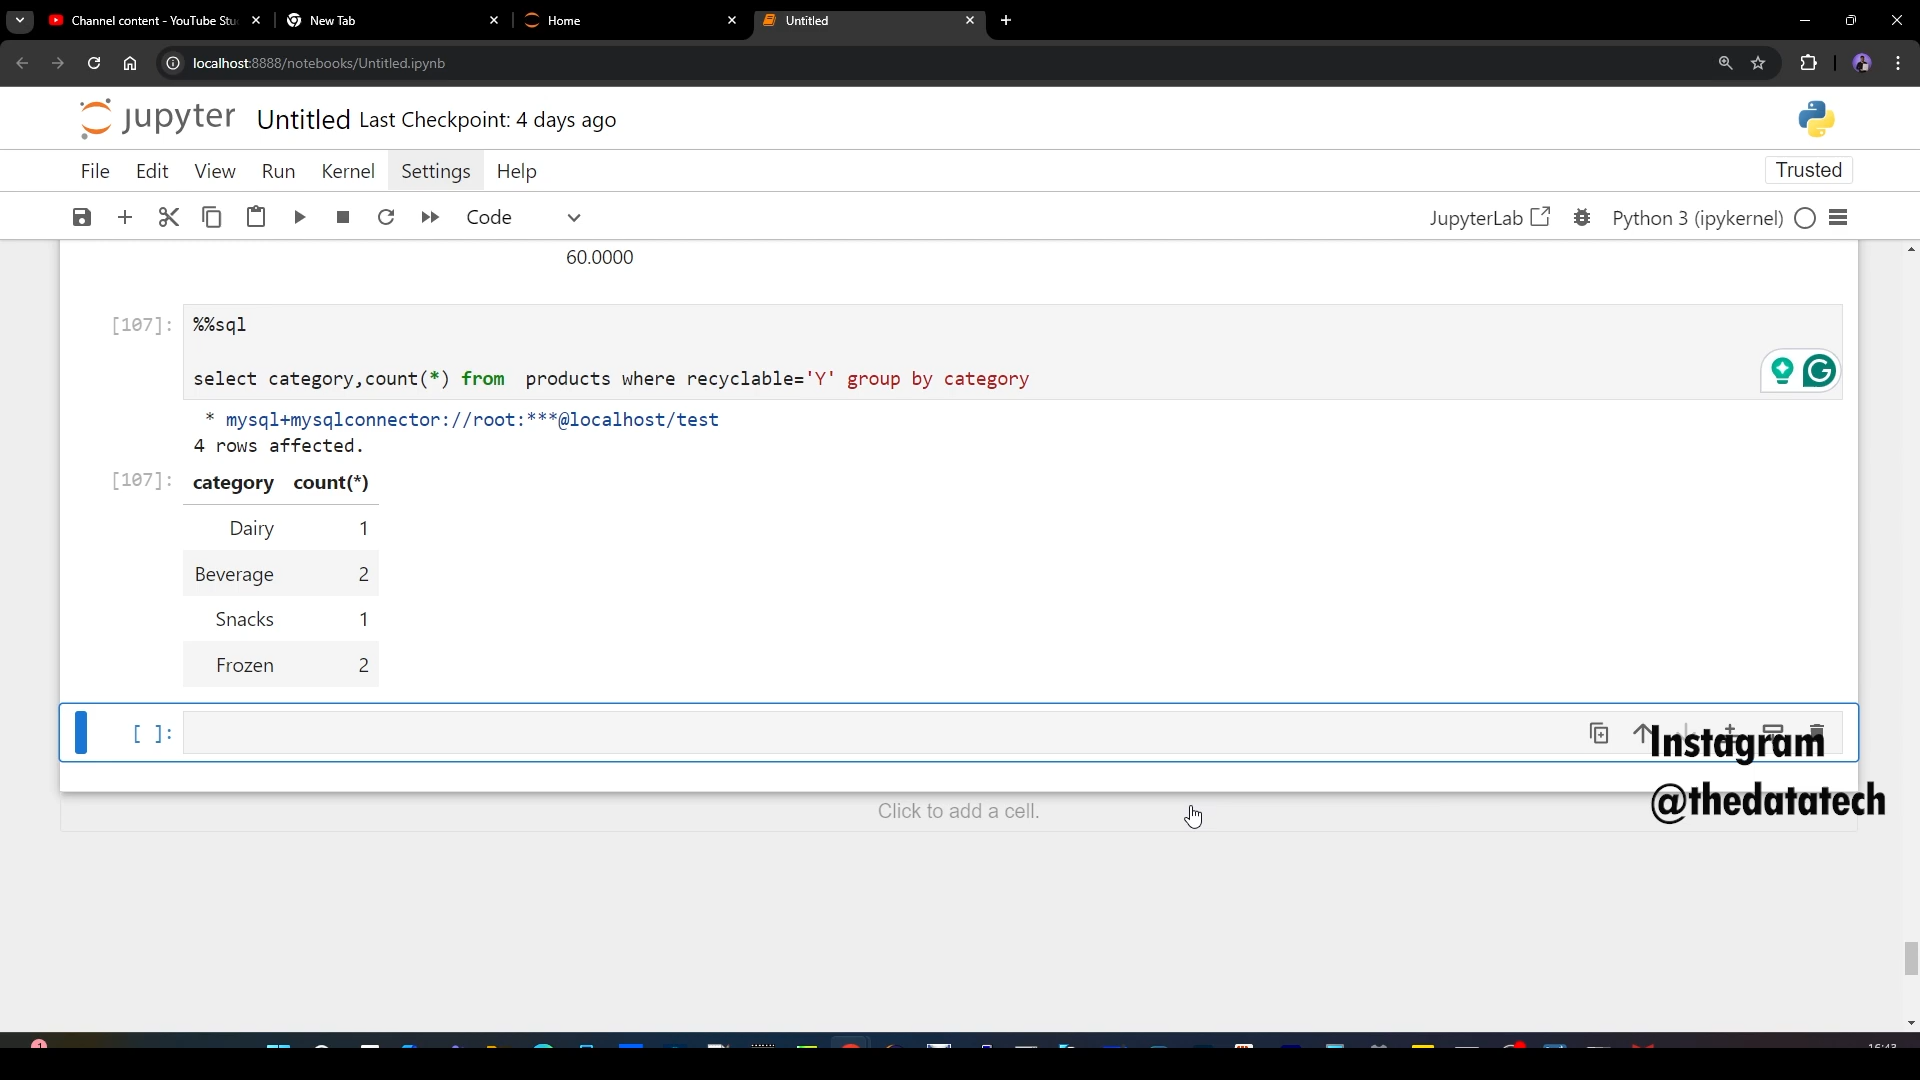 Channel content - YouTube Stu
New Tab
Home
Untitled
localhost:8888/notebooks/Untitled.ipynb
jupyter Untitled Last Checkpoint: 4 days ago
File Edit View Run Kernel Settings Help
Trusted
Code
JupyterLab
Python 3 (ipykernel)
60.0000
[107]:
%%sql
select category,count(*) from  products where recyclable='Y' group by category
* mysql+mysqlconnector://root:***@localhost/test
4 rows affected.
[107]:
category count(*)
Dairy 1
Beverage 2
Snacks 1
Frozen 2
[ ]:
Instagram
@thedatatech
Click to add a cell.